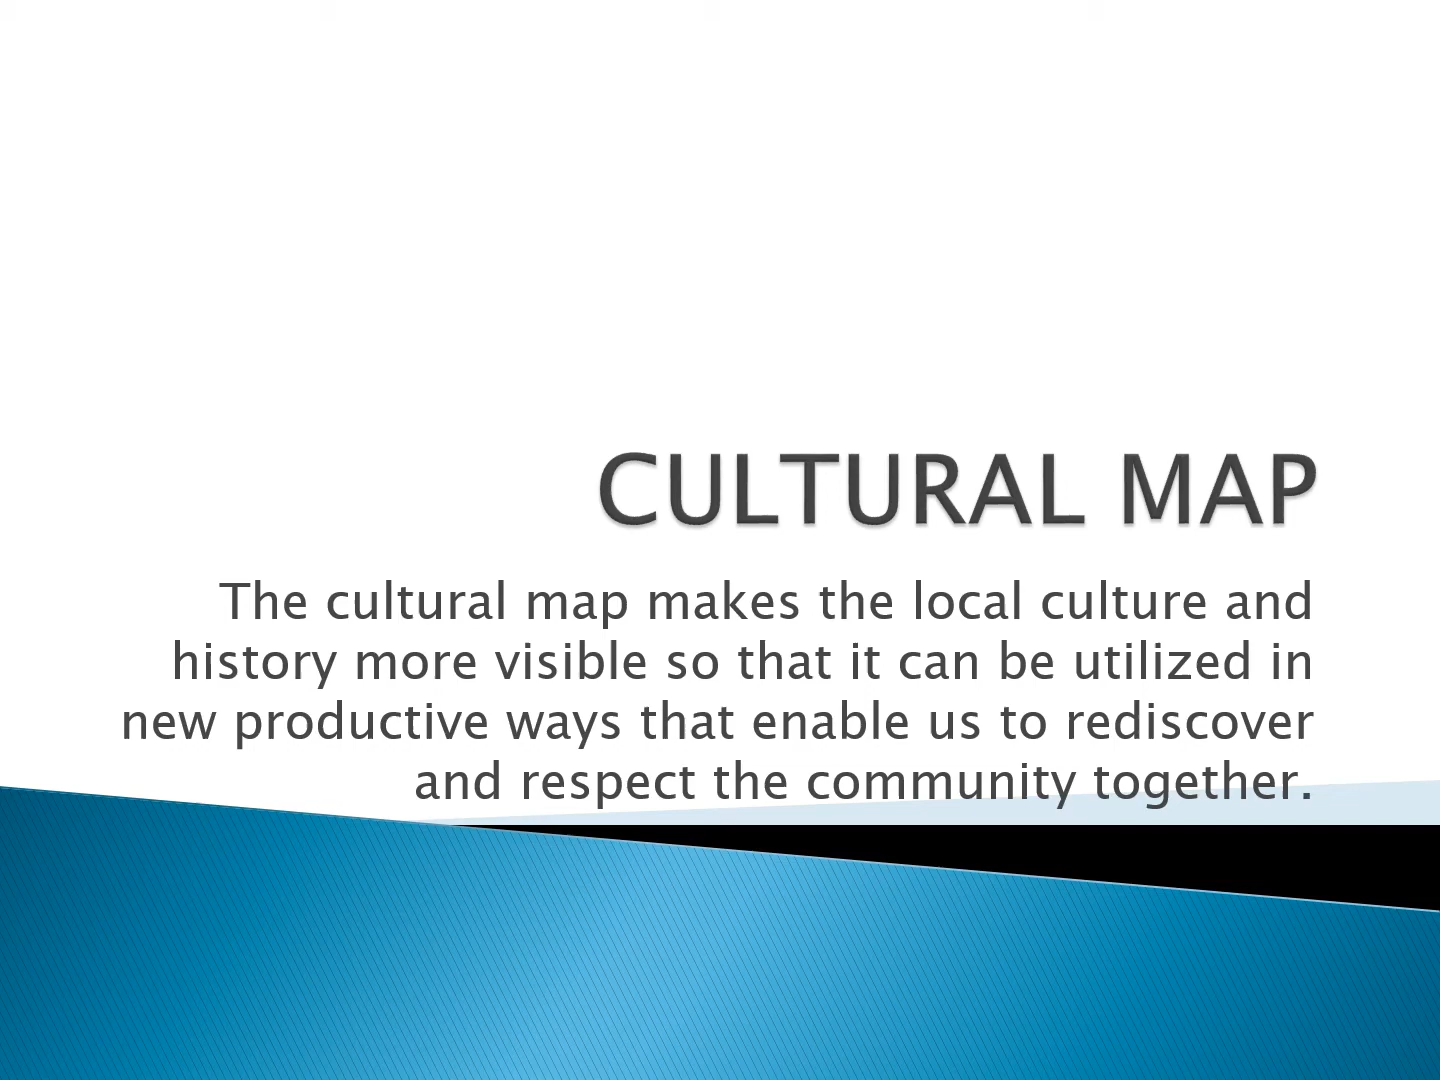 CULTURAL MAP
The cultural map makes the local culture and
history more visible so that it can be utilized in
new productive ways that enable us to rediscover
and respect the community together.